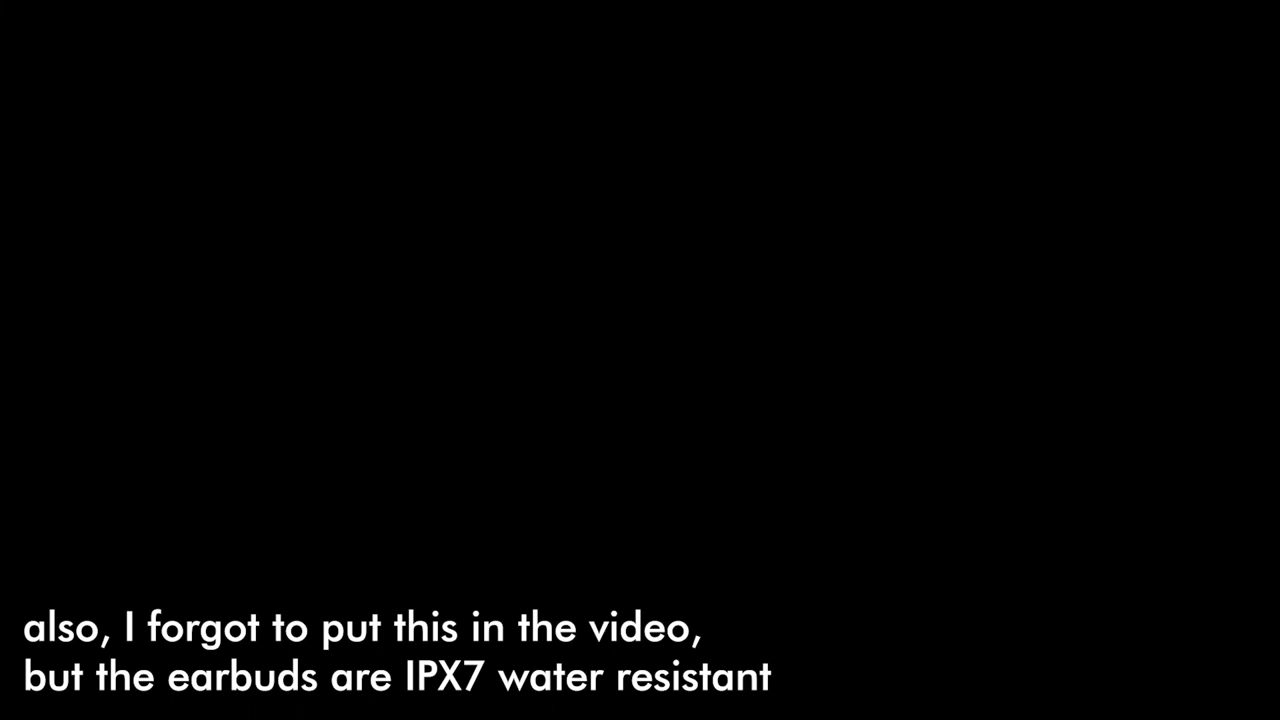 also, I forgot to put this in the video,
but the earbuds are IPX7 water resistant